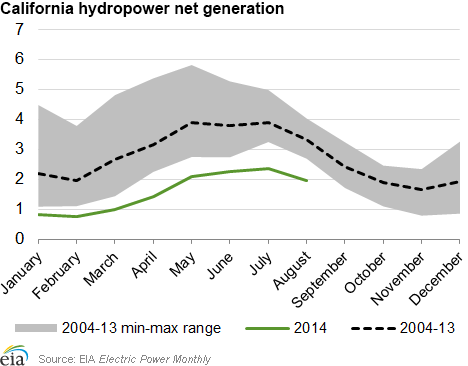 California hydropower net generation
7
6
5
4
3
2
1
0
January
February
March
April
May
June
July
August
September
October
November
December
2004-13 min-max range 2014 2004-13
eia Source: EIA Electric Power Monthly